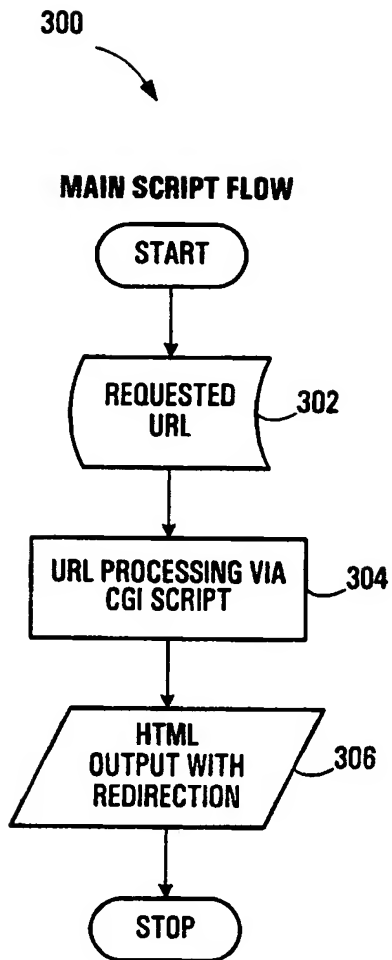 300
MAIN SCRIPT FLOW
START
REQUESTED
URL
302
URL PROCESSING VIA
CGI SCRIPT
304
HTML
OUTPUT WITH
REDIRECTION
306
STOP